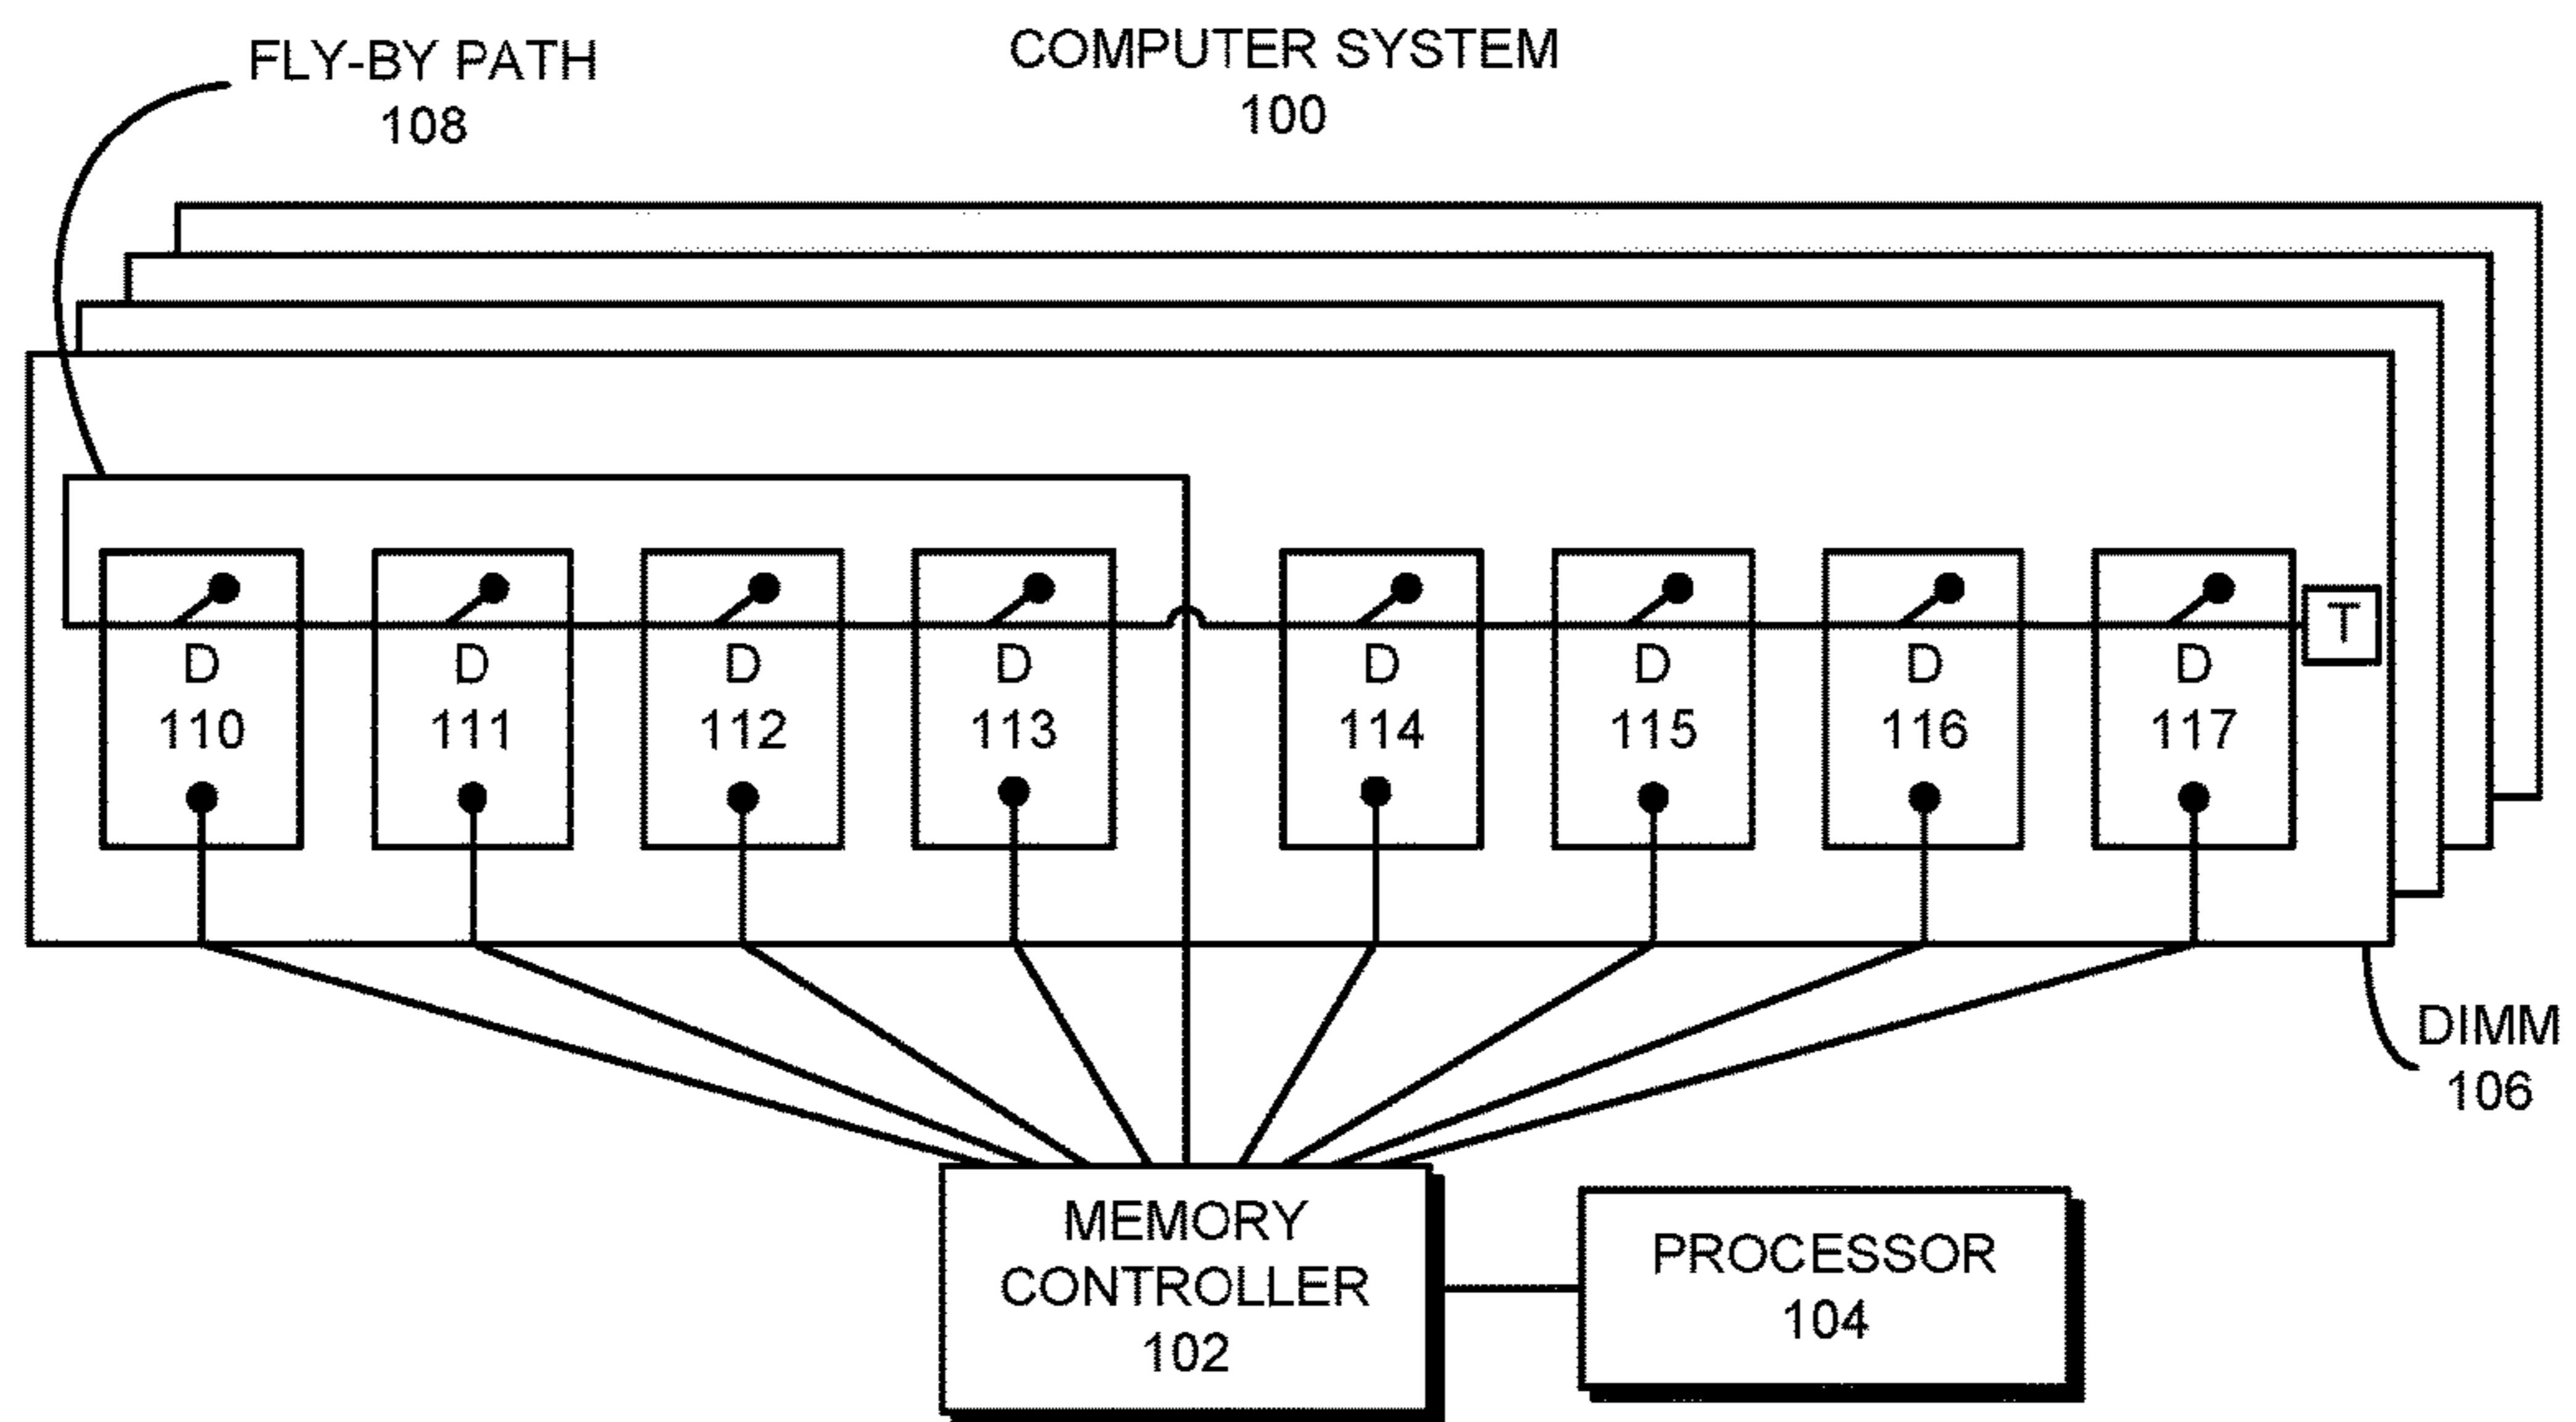 FLY-BY PATH
108
COMPUTER SYSTEM
100
T
D
110
D
111
D
112
D
113
D
114
D
115
D
116
D
117
DIMM
106
MEMORY
CONTROLLER
102
PROCESSOR
104